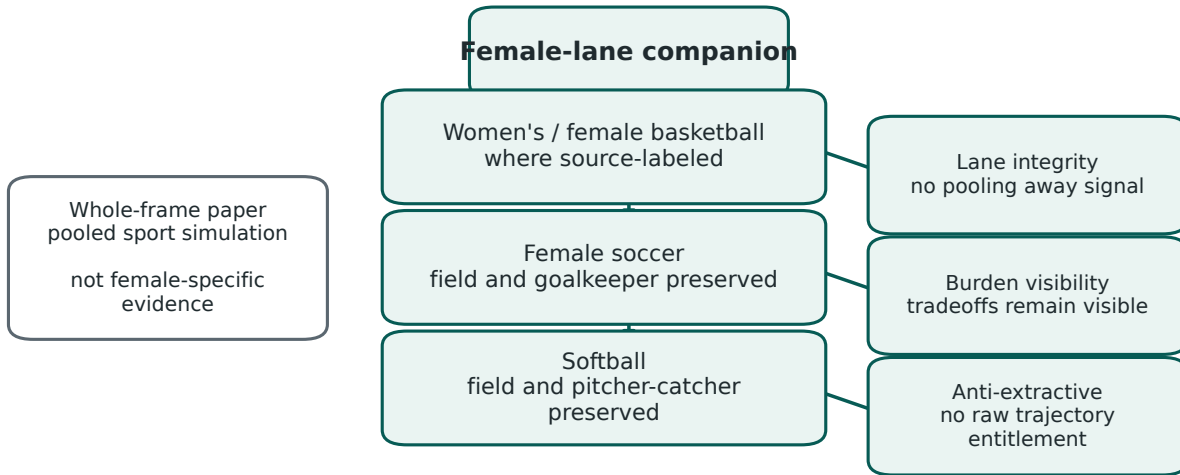 Female-lane companion
Women's / female basketball
where source-labeled
Lane integrity
no pooling away signal
Whole-frame paper
pooled sport simulation
not female-specific
evidence
Female soccer
field and goalkeeper preserved
Burden visibility
tradeoffs remain visible
Softball
field and pitcher-catcher
preserved
Anti-extractive
no raw trajectory
entitlement